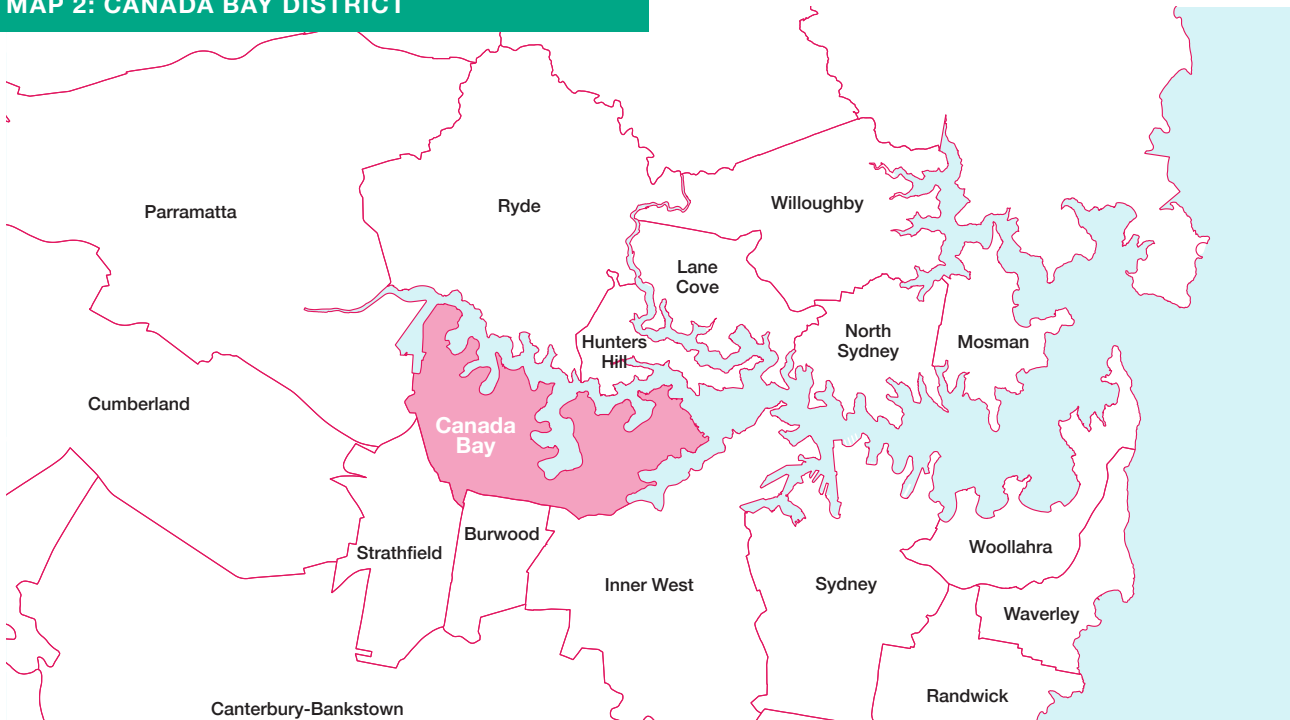 MAP 2: CANADA BAY DISTRICT
Parramatta
Ryde
Willoughby
Lane
Cove
Hunters
Hill
North
Sydney
Mosman
Cumberland
Canada
Bay
Strathfield
Burwood
Inner West
Sydney
Woollahra
Waverley
Randwick
Canterbury-Bankstown